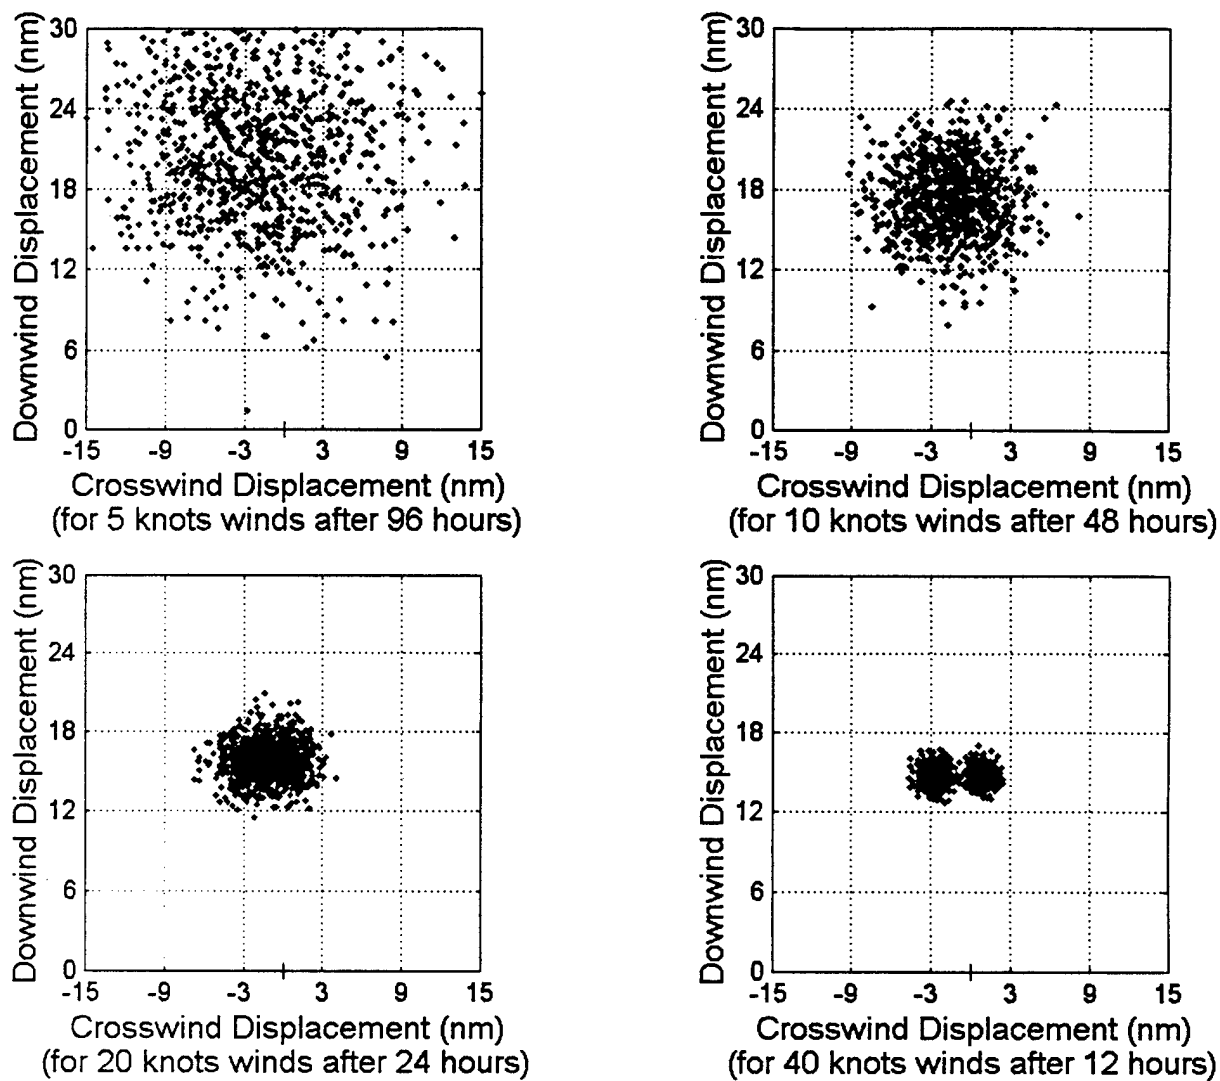 Downwind Displacement (nm)
30
24
18
12
6
0
-15 -9 -3 3 9 15
Crosswind Displacement (nm)
(for 5 knots winds after 96 hours)
Downwind Displacement (nm)
30
24
18
12
6
0
-15 -9 -3 3 9 15
Crosswind Displacement (nm)
(for 10 knots winds after 48 hours)
Downwind Displacement (nm)
30
24
18
12
6
0
-15 -9 -3 3 9 15
Crosswind Displacement (nm)
(for 20 knots winds after 24 hours)
Downwind Displacement (nm)
30
24
18
12
6
0
-15 -9 -3 3 9 15
Crosswind Displacement (nm)
(for 40 knots winds after 12 hours)